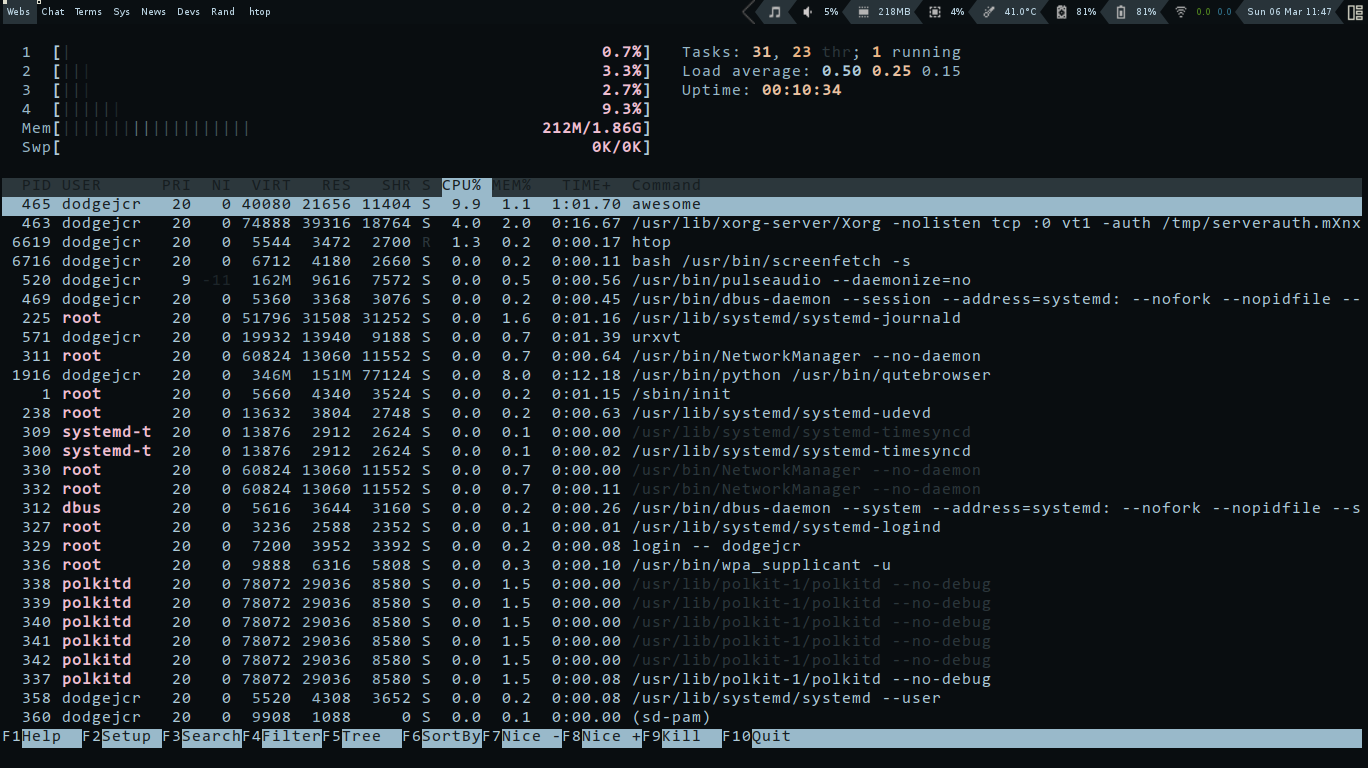 Webs Chat Terms Sys News Devs Rand htop 5% 218MB 4% 41.0°C 81% 81% 0.0 0.0 Sun 06 Mar 11:47
1 [| 0.7%] Tasks: 31, 23 thr; 1 running
2 [||| 3.3%] Load average: 0.50 0.25 0.15
3 [||| 2.7%] Uptime: 00:10:34
4 [|||||| 9.3%]
Mem[||||||||||||||||||| 212M/1.86G]
Swp[ 0K/0K]
PID USER PRI NI VIRT RES SHR S CPU% MEM% TIME+ Command
465 dodgejcr 20 0 40080 21656 11404 S 9.9 1.1 1:01.70 awesome
463 dodgejcr 20 0 74888 39316 18764 S 4.0 2.0 0:16.67 /usr/lib/xorg-server/Xorg -nolisten tcp :0 vt1 -auth /tmp/serverauth.mXnx
6619 dodgejcr 20 0 5544 3472 2700 R 1.3 0.2 0:00.17 htop
6716 dodgejcr 20 0 6712 4180 2660 S 0.0 0.2 0:00.11 bash /usr/bin/screenfetch -s
520 dodgejcr 9 -11 162M 9616 7572 S 0.0 0.5 0:00.56 /usr/bin/pulseaudio --daemonize=no
469 dodgejcr 20 0 5360 3368 3076 S 0.0 0.2 0:00.45 /usr/bin/dbus-daemon --session --address=systemd: --nofork --nopidfile --
225 root 20 0 51796 31508 31252 S 0.0 1.6 0:01.16 /usr/lib/systemd/systemd-journald
571 dodgejcr 20 0 19932 13940 9188 S 0.0 0.7 0:01.39 urxvt
311 root 20 0 60824 13060 11552 S 0.0 0.7 0:00.64 /usr/bin/NetworkManager --no-daemon
1916 dodgejcr 20 0 346M 151M 77124 S 0.0 8.0 0:12.18 /usr/bin/python /usr/bin/qutebrowser
1 root 20 0 5660 4340 3524 S 0.0 0.2 0:01.15 /sbin/init
238 root 20 0 13632 3804 2748 S 0.0 0.2 0:00.63 /usr/lib/systemd/systemd-udevd
309 systemd-t 20 0 13876 2912 2624 S 0.0 0.1 0:00.00 /usr/lib/systemd/systemd-timesyncd
300 systemd-t 20 0 13876 2912 2624 S 0.0 0.1 0:00.02 /usr/lib/systemd/systemd-timesyncd
330 root 20 0 60824 13060 11552 S 0.0 0.7 0:00.00 /usr/bin/NetworkManager --no-daemon
332 root 20 0 60824 13060 11552 S 0.0 0.7 0:00.11 /usr/bin/NetworkManager --no-daemon
312 dbus 20 0 5616 3644 3160 S 0.0 0.2 0:00.26 /usr/bin/dbus-daemon --system --address=systemd: --nofork --nopidfile --s
327 root 20 0 3236 2588 2352 S 0.0 0.1 0:00.01 /usr/lib/systemd/systemd-logind
329 root 20 0 7200 3952 3392 S 0.0 0.2 0:00.08 login -- dodgejcr
336 root 20 0 9888 6316 5808 S 0.0 0.3 0:00.10 /usr/bin/wpa_supplicant -u
338 polkitd 20 0 78072 29036 8580 S 0.0 1.5 0:00.00 /usr/lib/polkit-1/polkitd --no-debug
339 polkitd 20 0 78072 29036 8580 S 0.0 1.5 0:00.00 /usr/lib/polkit-1/polkitd --no-debug
340 polkitd 20 0 78072 29036 8580 S 0.0 1.5 0:00.00 /usr/lib/polkit-1/polkitd --no-debug
341 polkitd 20 0 78072 29036 8580 S 0.0 1.5 0:00.00 /usr/lib/polkit-1/polkitd --no-debug
342 polkitd 20 0 78072 29036 8580 S 0.0 1.5 0:00.00 /usr/lib/polkit-1/polkitd --no-debug
337 polkitd 20 0 78072 29036 8580 S 0.0 1.5 0:00.08 /usr/lib/polkit-1/polkitd --no-debug
358 dodgejcr 20 0 5520 4308 3652 S 0.0 0.2 0:00.08 /usr/lib/systemd/systemd --user
360 dodgejcr 20 0 9908 1088 0 S 0.0 0.1 0:00.00 (sd-pam)
F1Help F2Setup F3SearchF4FilterF5Tree F6SortByF7Nice -F8Nice +F9Kill F10Quit